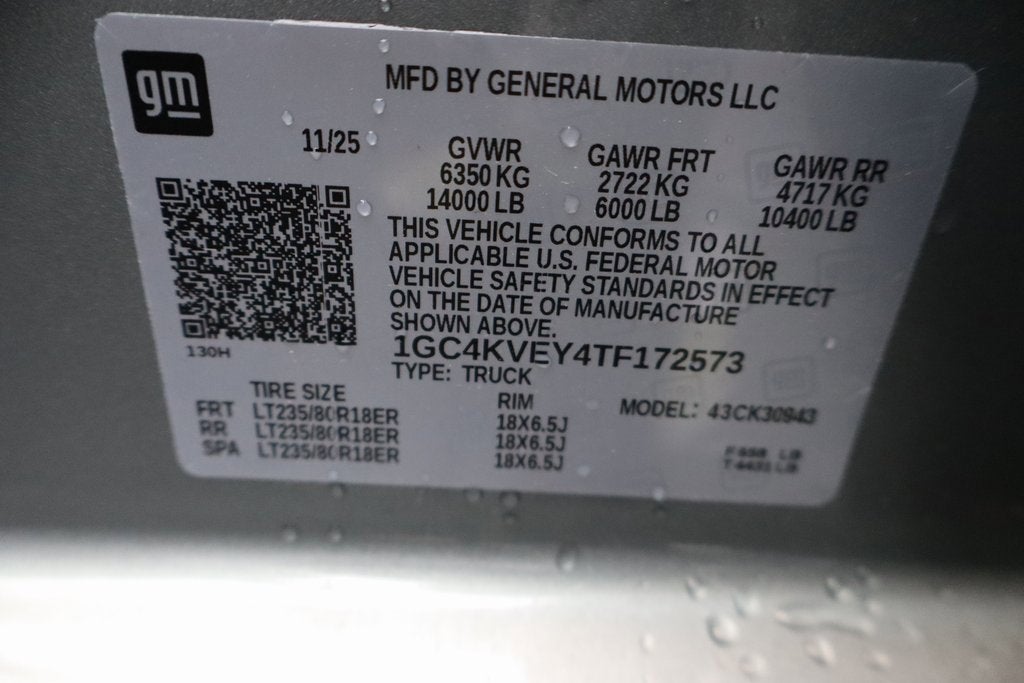 gm
MFD BY GENERAL MOTORS LLC
11/25
GVWR GAWR FRT GAWR RR
6350 KG 2722 KG 4717 KG
14000 LB 6000 LB 10400 LB
THIS VEHICLE CONFORMS TO ALL
APPLICABLE U.S. FEDERAL MOTOR
VEHICLE SAFETY STANDARDS IN EFFECT
ON THE DATE OF MANUFACTURE
SHOWN ABOVE.
130H
1GC4KVEY4TF172573
TYPE: TRUCK
TIRE SIZE RIM MODEL: 43CK30943
FRT LT235/80R18ER 18X6.5J
RR LT235/80R18ER 18X6.5J
SPA LT235/80R18ER 18X6.5J